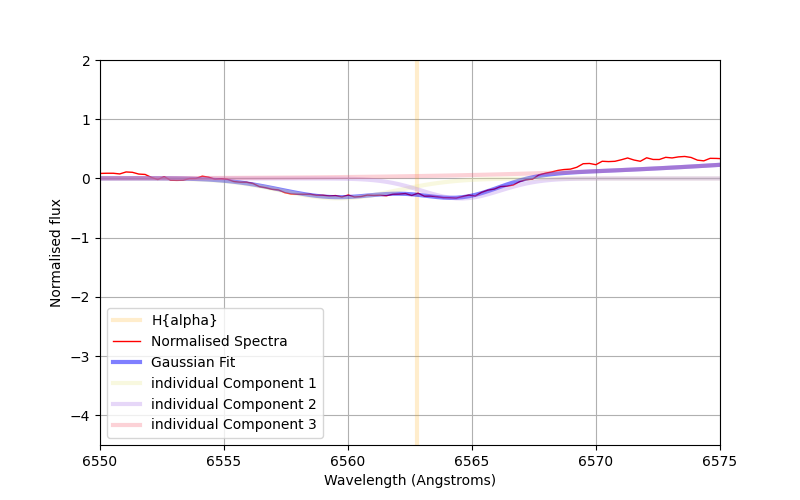 2
1
0
−1
−2
−3
−4
Normalised flux
H{alpha}
Normalised Spectra
Gaussian Fit
individual Component 1
individual Component 2
individual Component 3
6550 6555 6560 6565 6570 6575
Wavelength (Angstroms)